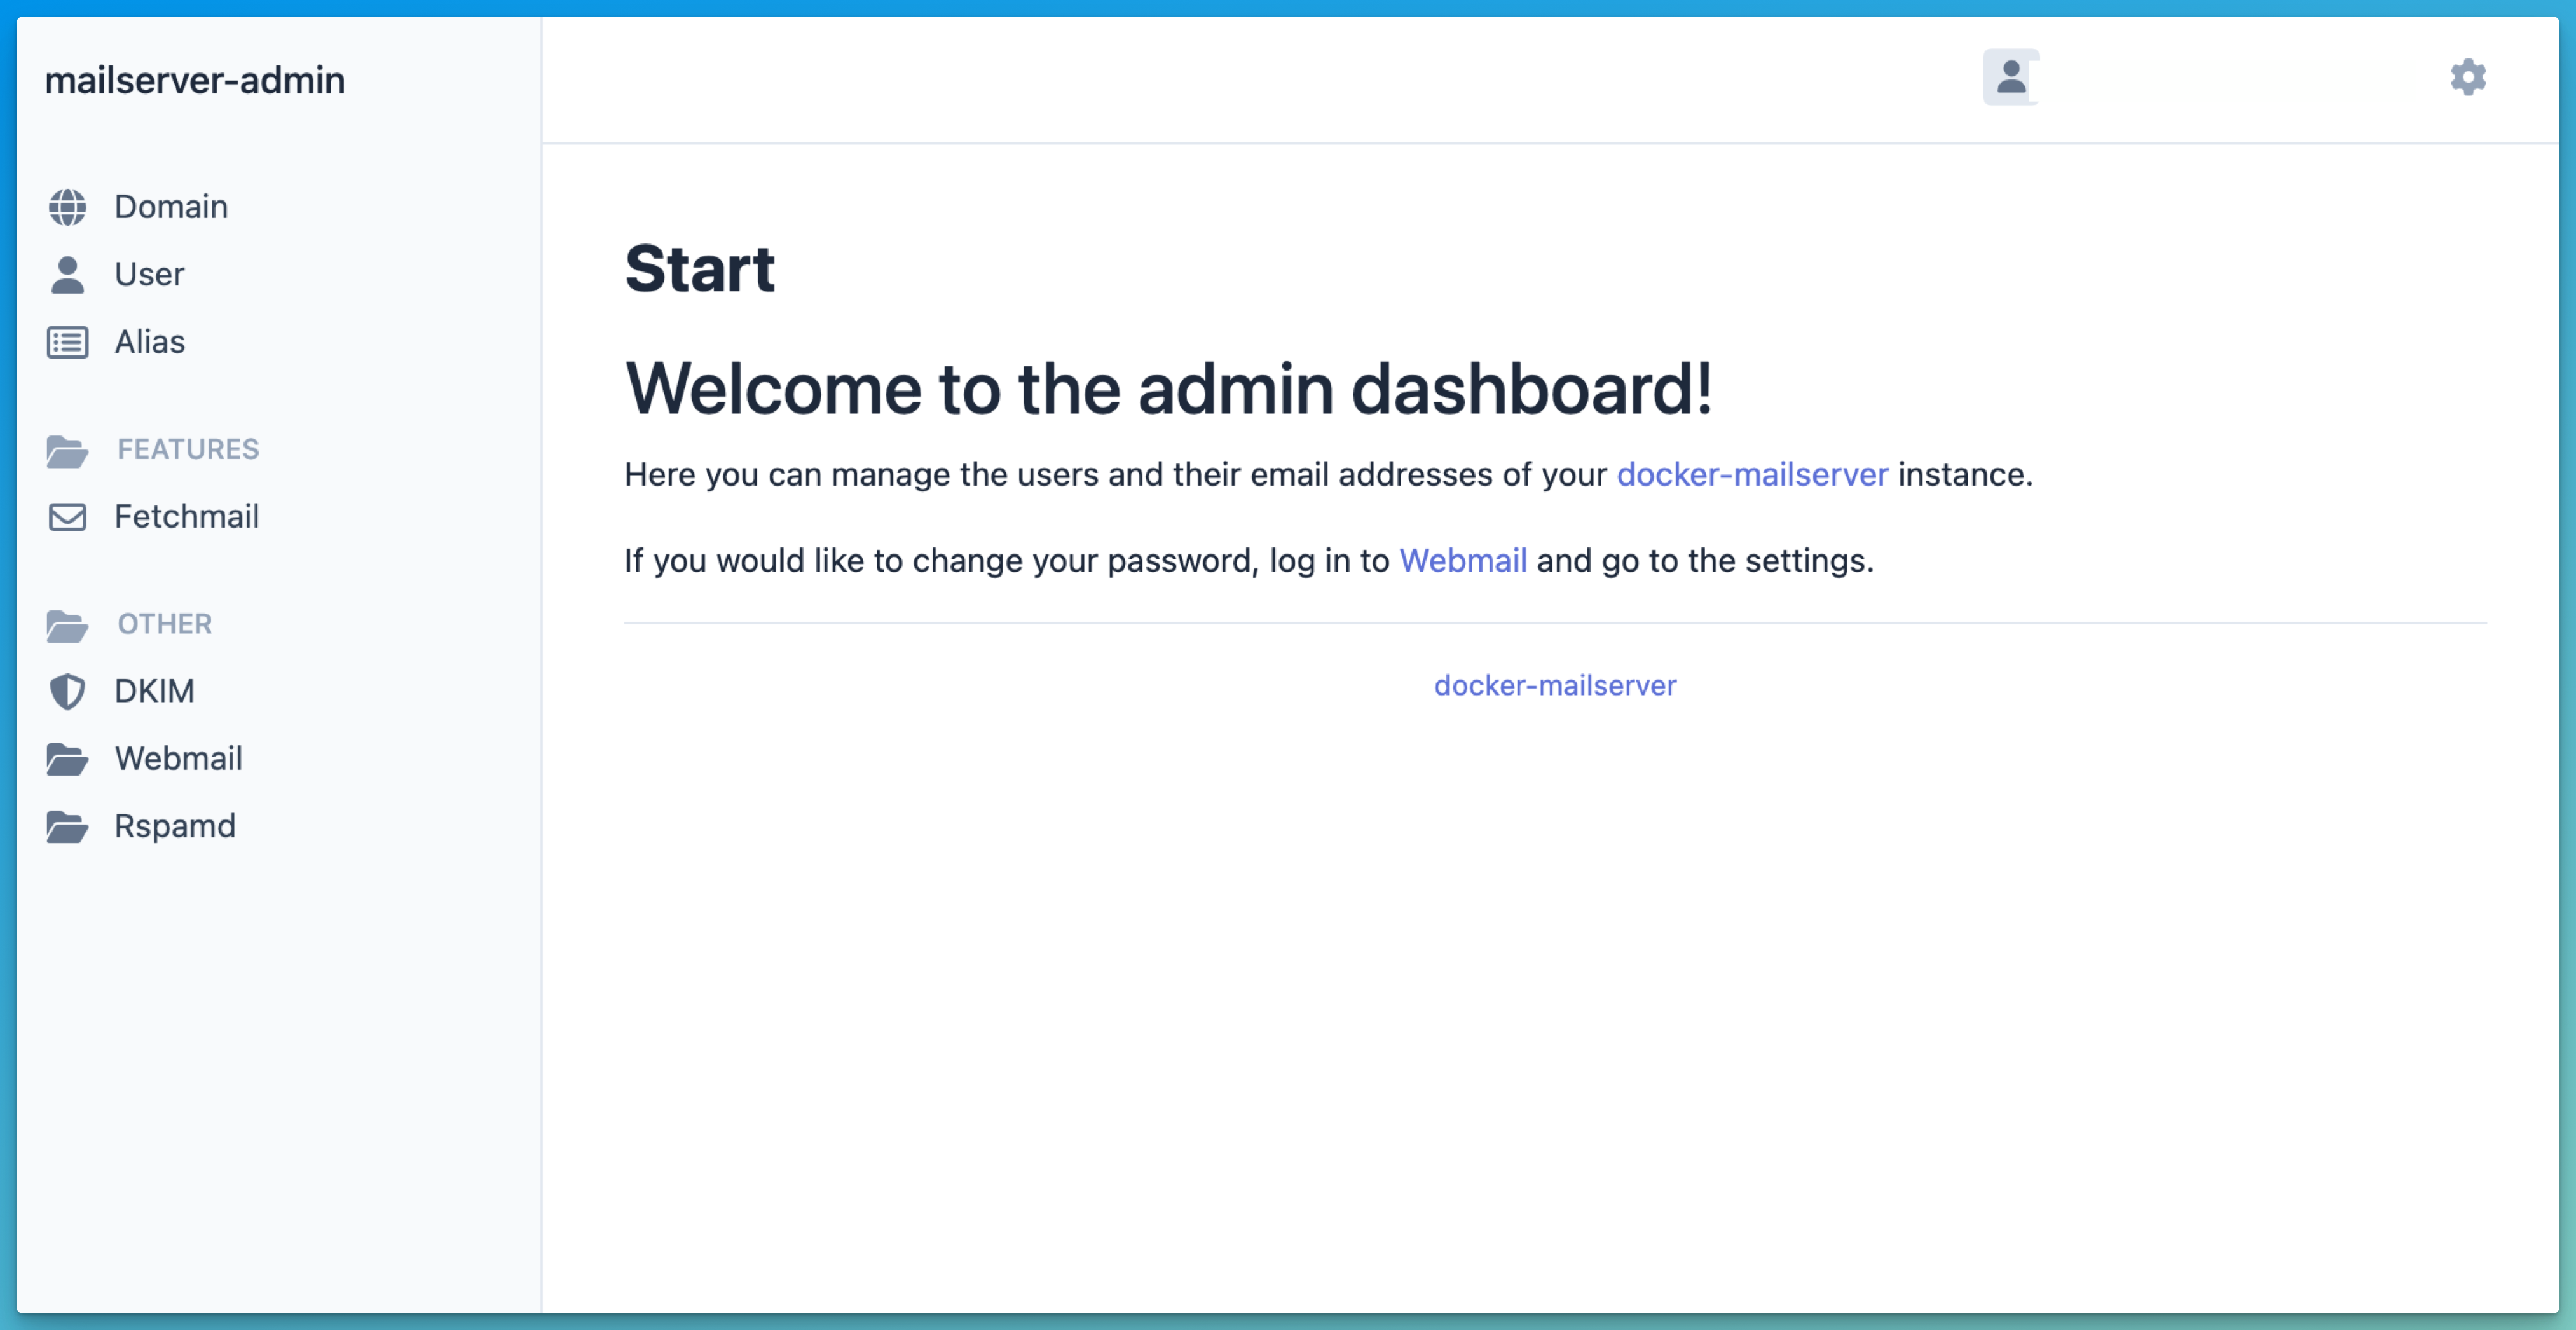 mailserver-admin
Domain
User
Alias
FEATURES
Fetchmail
OTHER
DKIM
Webmail
Rspamd
Start
Welcome to the admin dashboard!
Here you can manage the users and their email addresses of your docker-mailserver instance.
If you would like to change your password, log in to Webmail and go to the settings.
docker-mailserver